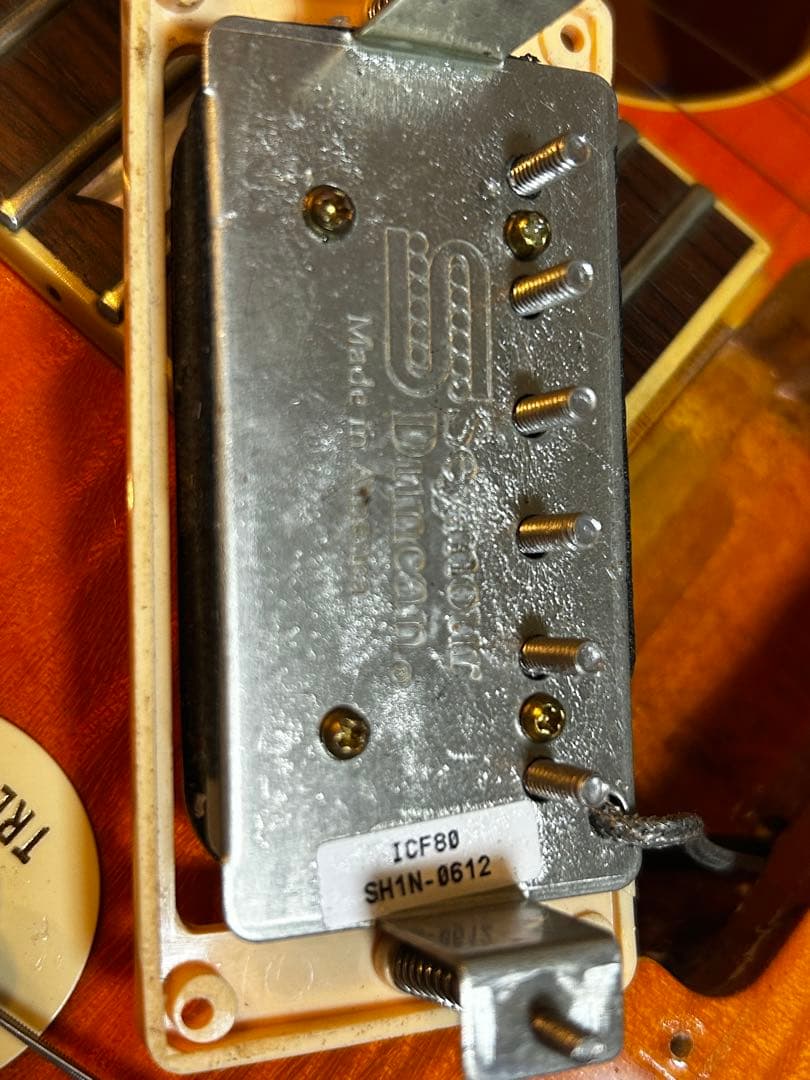 Seymour
Duncan®
Made in America
ICF80
SH1N-0612
TRE